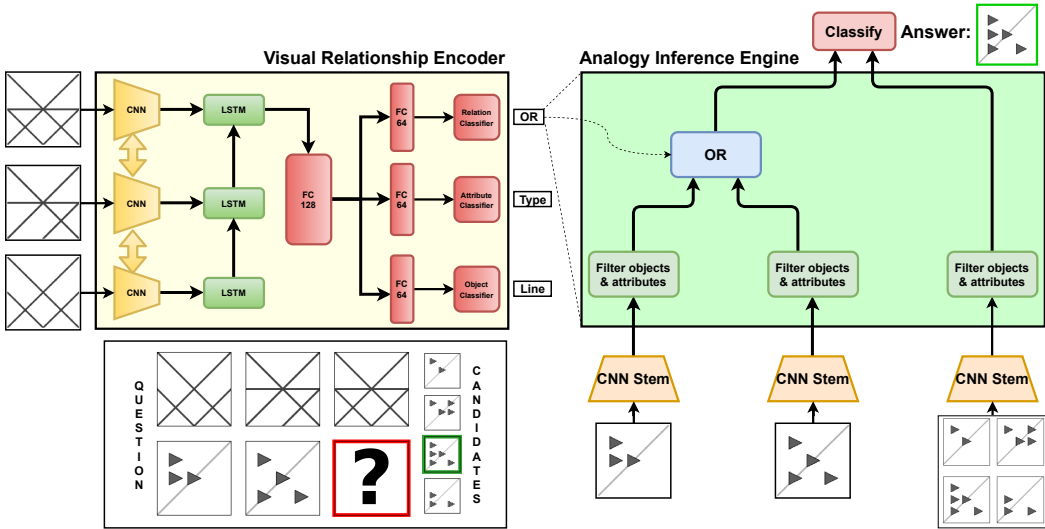 Classify
Answer:
Visual Relationship Encoder
Analogy Inference Engine
CNN
LSTM
FC
64
Relation
Classifier
OR
OR
FC
128
CNN
LSTM
FC
64
Attribute
Classifier
Type
CNN
LSTM
FC
64
Object
Classifier
Line
Filter objects
& attributes
Filter objects
& attributes
Filter objects
& attributes
CNN Stem
CNN Stem
CNN Stem
QUESTION
?
CANDIDATES